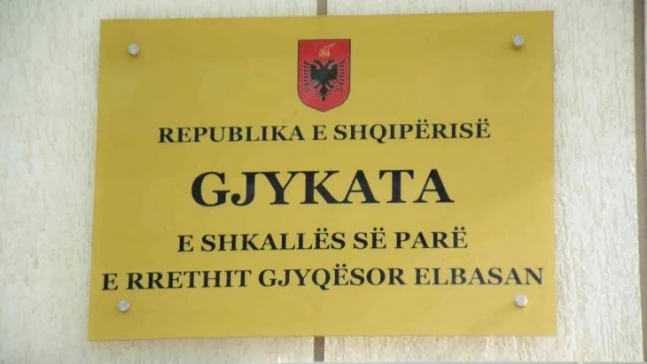 REPUBLIKA E SHQIPËRISË
GJYKATA
E SHKALLËS SË PARË
E RRETHIT GJYQËSOR ELBASAN